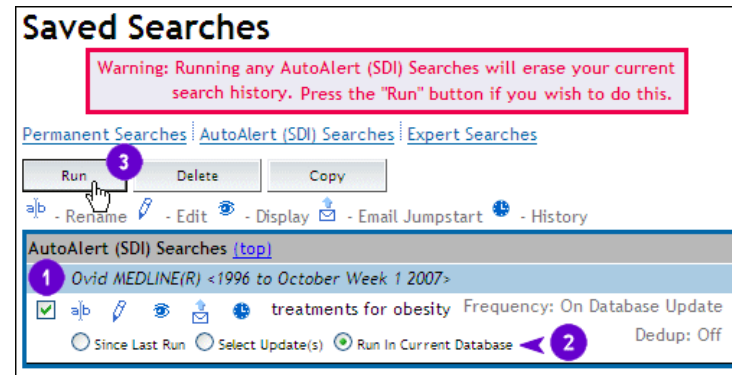 Saved Searches
Warning: Running any AutoAlert (SDI) Searches will erase your current
search history. Press the "Run" button if you wish to do this.
Permanent Searches AutoAlert (SDI) Searches Expert Searches
3
Run Delete Copy
a|b - Rename - Edit - Display - Email Jumpstart - History
AutoAlert (SDI) Searches (top)
1 Ovid MEDLINE(R) <1996 to October Week 1 2007>
a|b treatments for obesity Frequency: On Database Update
Since Last Run Select Update(s) Run In Current Database 2 Dedup: Off